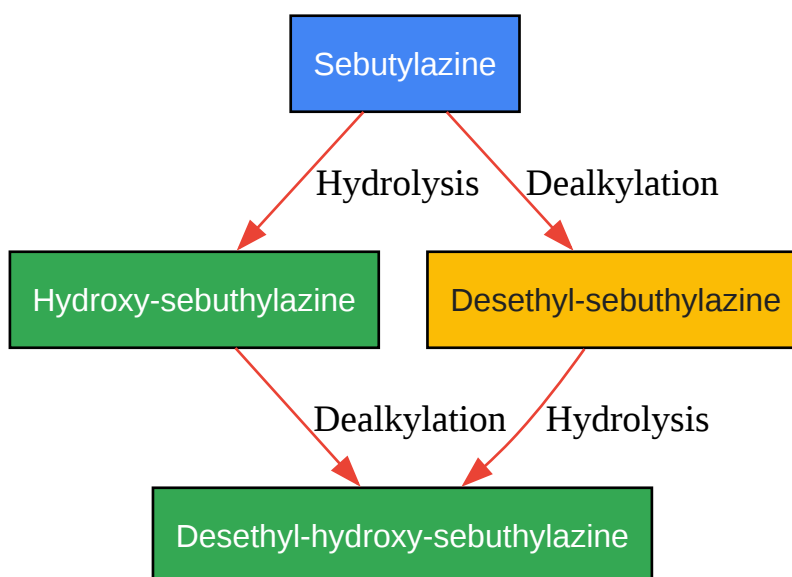 Sebutylazine
Hydrolysis
Dealkylation
Hydroxy-sebuthylazine
Desethyl-sebuthylazine
Dealkylation
Hydrolysis
Desethyl-hydroxy-sebuthylazine